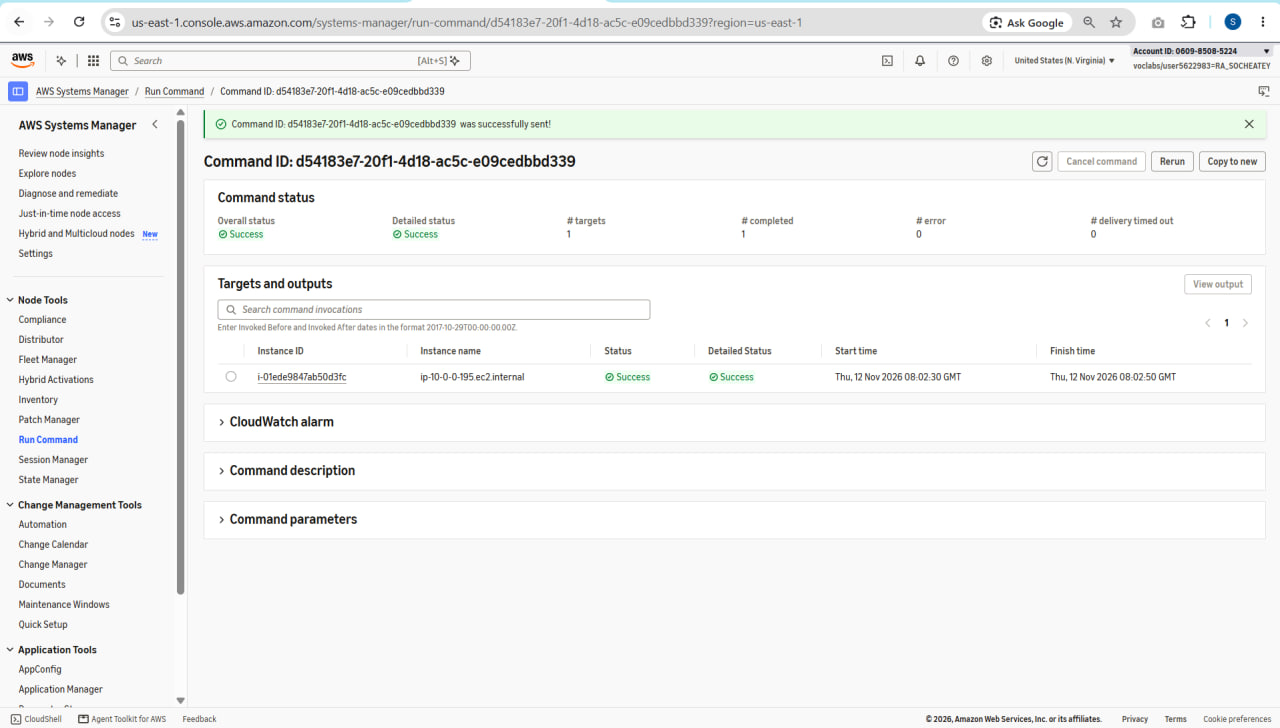 us-east-1.console.aws.amazon.com/systems-manager/run-command/d54183e7-20f1-4d18-ac5c-e09cedbbd339?region=us-east-1
Ask Google
S
aws
Search
[Alt+S]
United States (N. Virginia)
Account ID: 0609-8508-5224
voclabs/user5622983=RA_SOCHEATEY
AWS Systems Manager / Run Command / Command ID: d54183e7-20f1-4d18-ac5c-e09cedbbd339
AWS Systems Manager
Review node insights
Explore nodes
Diagnose and remediate
Just-in-time node access
Hybrid and Multicloud nodes New
Settings
Node Tools
Compliance
Distributor
Fleet Manager
Hybrid Activations
Inventory
Patch Manager
Run Command
Session Manager
State Manager
Change Management Tools
Automation
Change Calendar
Change Manager
Documents
Maintenance Windows
Quick Setup
Application Tools
AppConfig
Application Manager
Command ID: d54183e7-20f1-4d18-ac5c-e09cedbbd339 was successfully sent!
Command ID: d54183e7-20f1-4d18-ac5c-e09cedbbd339
Cancel command
Rerun
Copy to new
Command status
Overall status Detailed status # targets # completed # error # delivery timed out
Success Success 1 1 0 0
Targets and outputs
View output
Search command invocations
Enter Invoked Before and Invoked After dates in the format 2017-10-29T00:00:00.00Z.
1
Instance ID Instance name Status Detailed Status Start time Finish time
i-01ede9847ab50d3fc ip-10-0-0-195.ec2.internal Success Success Thu, 12 Nov 2026 08:02:30 GMT Thu, 12 Nov 2026 08:02:50 GMT
CloudWatch alarm
Command description
Command parameters
CloudShell Agent Toolkit for AWS Feedback
© 2026, Amazon Web Services, Inc. or its affiliates. Privacy Terms Cookie preferences